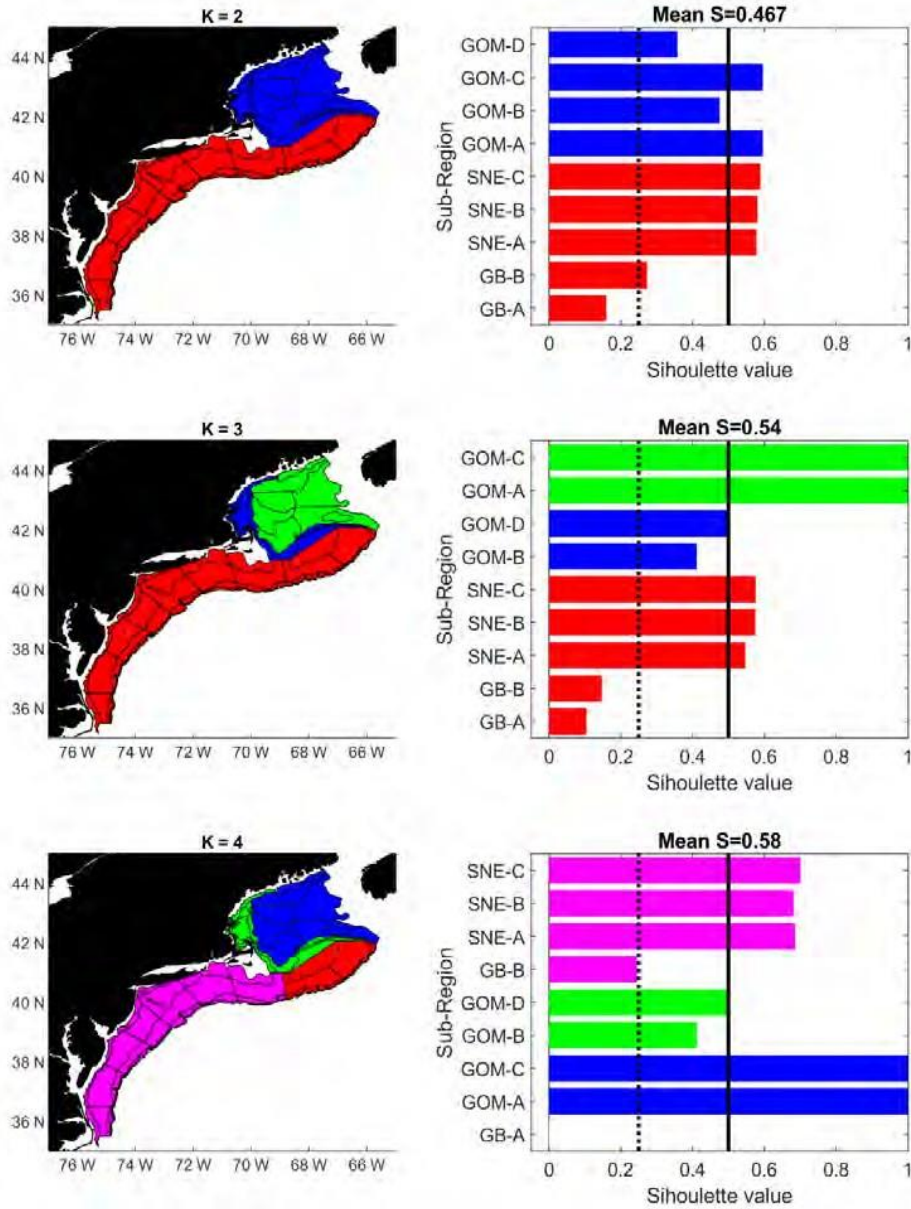 K = 2
44 N
42 N
40 N
38 N
36 N
76 W 74 W 72 W 70 W 68 W 66 W
Mean S=0.467
Sub-Region
GOM-D
GOM-C
GOM-B
GOM-A
SNE-C
SNE-B
SNE-A
GB-B
GB-A
0 0.2 0.4 0.6 0.8 1
Sihoulette value
K = 3
44 N
42 N
40 N
38 N
36 N
76 W 74 W 72 W 70 W 68 W 66 W
Mean S=0.54
Sub-Region
GOM-C
GOM-A
GOM-D
GOM-B
SNE-C
SNE-B
SNE-A
GB-B
GB-A
0 0.2 0.4 0.6 0.8 1
Sihoulette value
K = 4
44 N
42 N
40 N
38 N
36 N
76 W 74 W 72 W 70 W 68 W 66 W
Mean S=0.58
Sub-Region
SNE-C
SNE-B
SNE-A
GB-B
GOM-D
GOM-B
GOM-C
GOM-A
GB-A
0 0.2 0.4 0.6 0.8 1
Sihoulette value